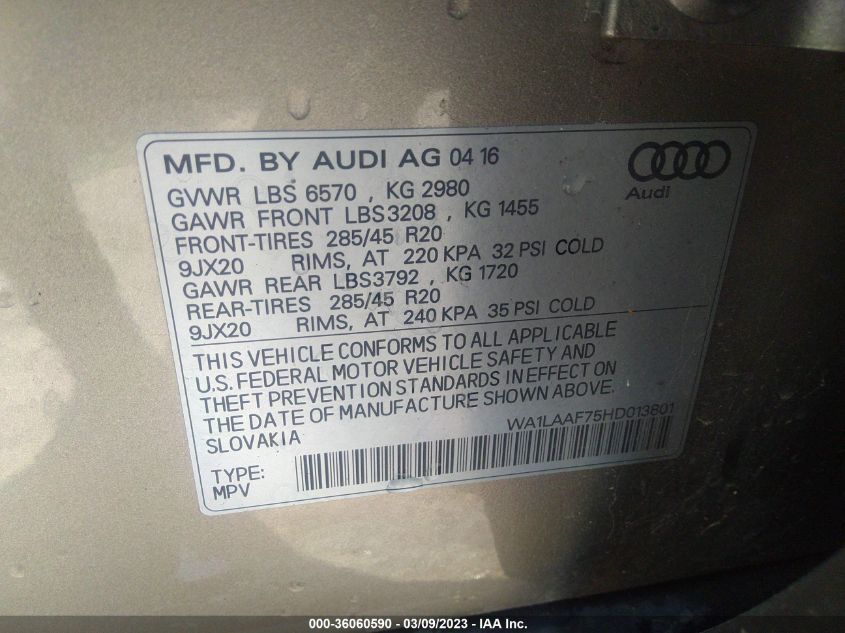 MFD. BY AUDI AG 04 16
Audi
GVWR LBS 6570 , KG 2980
GAWR FRONT LBS3208 , KG 1455
FRONT-TIRES 285/45 R20
9JX20 RIMS, AT 220 KPA 32 PSI COLD
GAWR REAR LBS3792 , KG 1720
REAR-TIRES 285/45 R20
9JX20 RIMS, AT 240 KPA 35 PSI COLD
THIS VEHICLE CONFORMS TO ALL APPLICABLE
U.S. FEDERAL MOTOR VEHICLE SAFETY AND
THEFT PREVENTION STANDARDS IN EFFECT ON
THE DATE OF MANUFACTURE ABOVE.
SLOVAKIA
WA1LAAF75HD013801
TYPE:
MPV
000-36060590 — 03/09/2023 — IAA Inc.